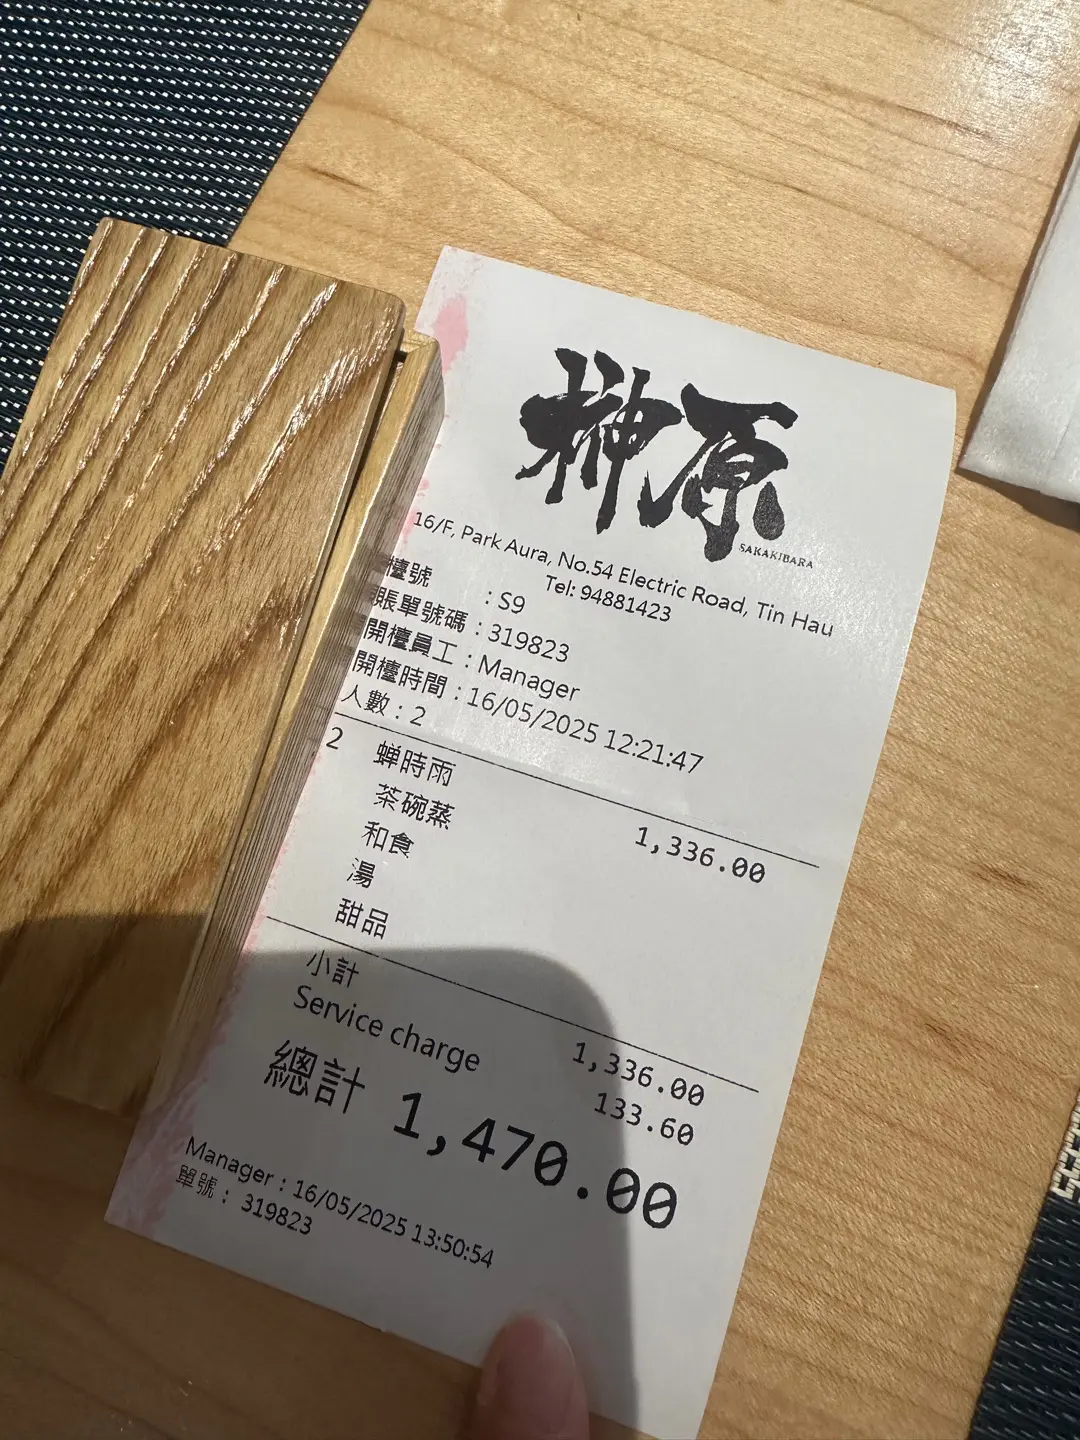 榊原
SAKAKIBARA
16/F, Park Aura, No.54 Electric Road, Tin Hau
Tel: 94881423
檯號 : S9
賬單號碼 : 319823
開檯員工 : Manager
開檯時間 : 16/05/2025 12:21:47
人數 : 2
2 蟬時雨 1,336.00
茶碗蒸
和食
湯
甜品
小計 1,336.00
Service charge 133.60
總計 1,470.00
Manager : 16/05/2025 13:50:54
單號 : 319823